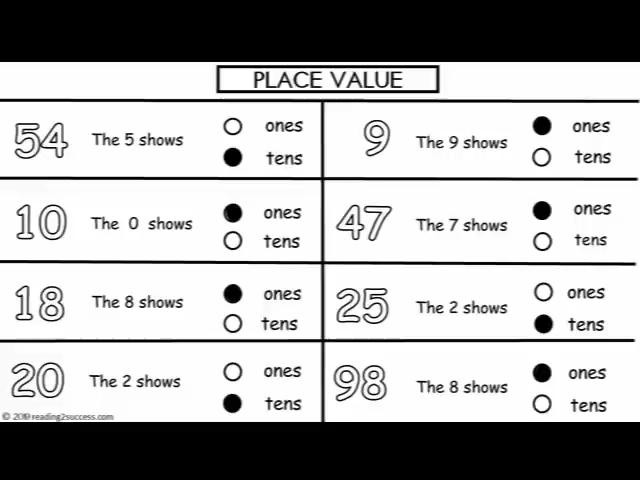 PLACE VALUE
54 The 5 shows
ones
tens
9 The 9 shows
ones
tens
10 The 0 shows
ones
tens
47 The 7 shows
ones
tens
18 The 8 shows
ones
tens
25 The 2 shows
ones
tens
20 The 2 shows
ones
tens
98 The 8 shows
ones
tens
© 2019 reading2success.com